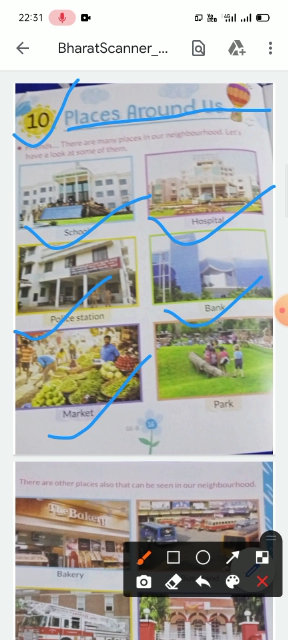 22:31
BharatScanner_...
10 Places Around Us
There are many places in our neighbourhood. Let's
have a look at some of them.
School
Hospital
Police station
Bank
Market
Park
There are other places also that can be seen in our neighbourhood.
The Bakery
Bakery